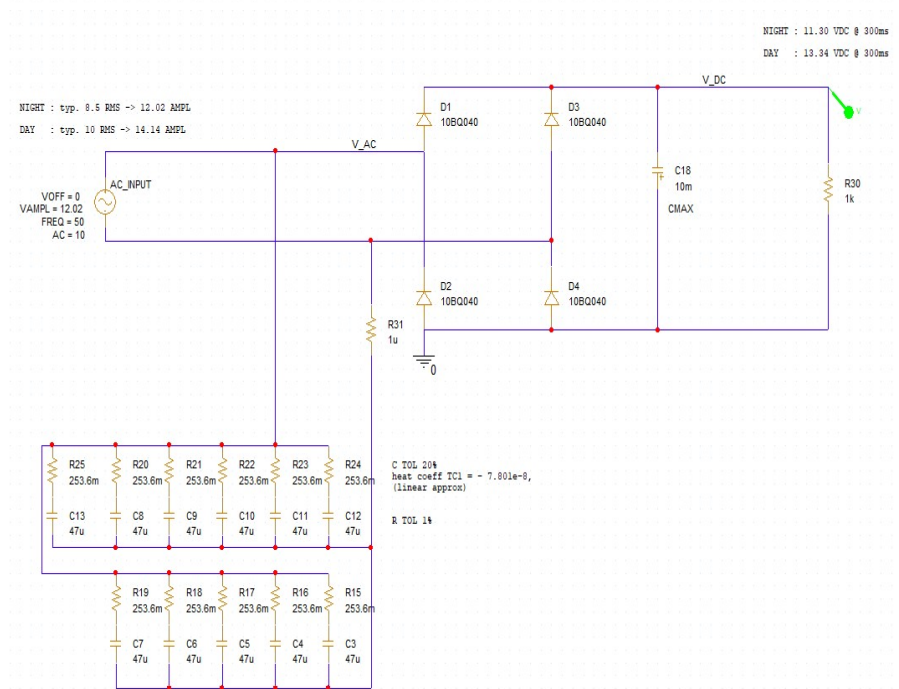 NIGHT : 11.30 VDC @ 300ms
DAY : 13.34 VDC @ 300ms
NIGHT : typ. 8.5 RMS -> 12.02 AMPL
DAY : typ. 10 RMS -> 14.14 AMPL
V_DC
V_AC
D1
10BQ040
D3
10BQ040
V
C18
10m
CMAX
R30
1k
AC_INPUT
VOFF = 0
VAMPL = 12.02
FREQ = 50
AC = 10
D2
10BQ040
D4
10BQ040
R31
1u
0
R25
253.6m
R20
253.6m
R21
253.6m
R22
253.6m
R23
253.6m
R24
253.6m
C13
47u
C8
47u
C9
47u
C10
47u
C11
47u
C12
47u
C TOL 20%
heat coeff TC1 = - 7.801e-8,
(linear approx)
R TOL 1%
R19
253.6m
R18
253.6m
R17
253.6m
R16
253.6m
R15
253.6m
C7
47u
C6
47u
C5
47u
C4
47u
C3
47u